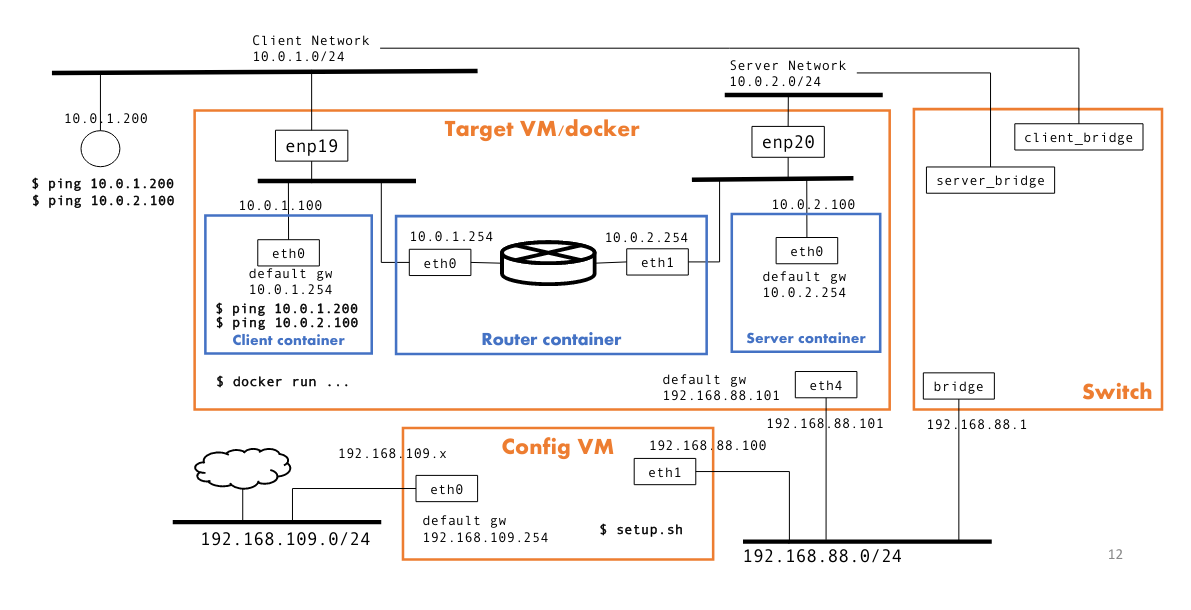 Client Network
10.0.1.0/24
Server Network
10.0.2.0/24
10.0.1.200
$ ping 10.0.1.200
$ ping 10.0.2.100
Target VM/docker
enp19
enp20
client_bridge
server_bridge
10.0.1.100
eth0
default gw
10.0.1.254
$ ping 10.0.1.200
$ ping 10.0.2.100
Client container
10.0.1.254
eth0
10.0.2.254
eth1
Router container
10.0.2.100
eth0
default gw
10.0.2.254
Server container
$ docker run ...
default gw
192.168.88.101
eth4
192.168.88.101
bridge
Switch
192.168.88.1
Config VM
192.168.109.x
eth0
default gw
192.168.109.254
192.168.88.100
eth1
$ setup.sh
192.168.109.0/24
192.168.88.0/24
12